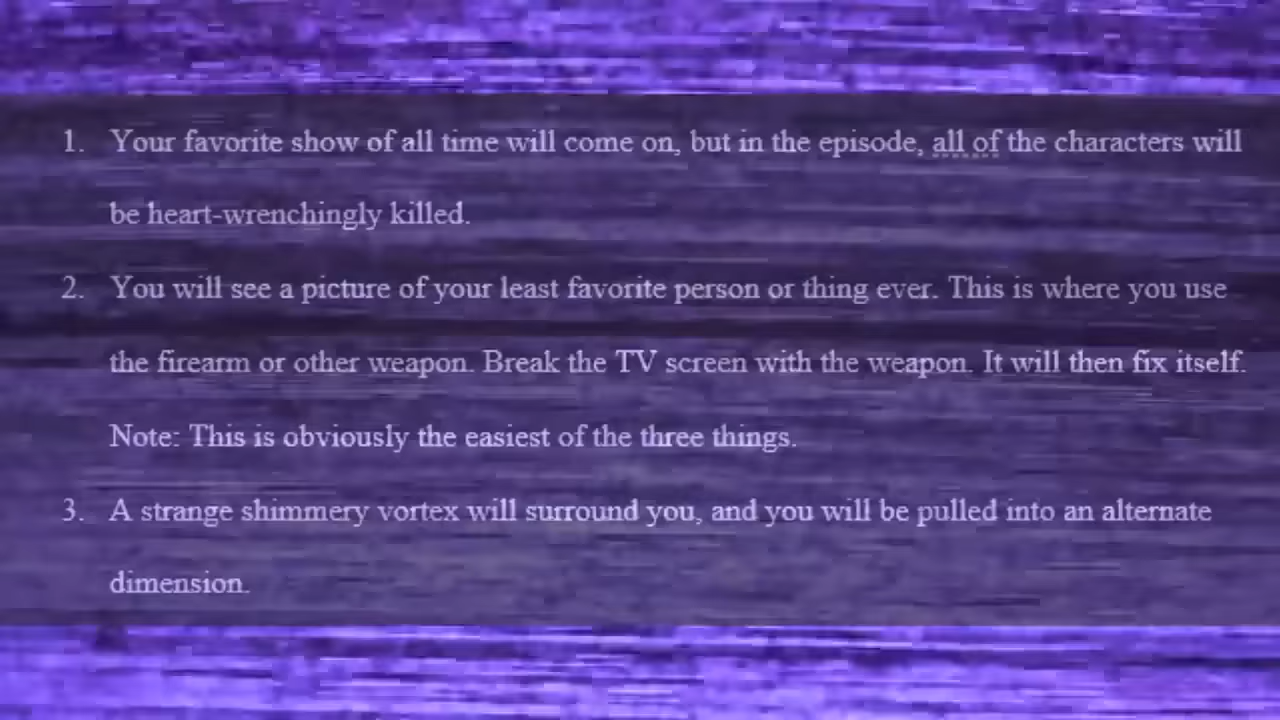 1. Your favorite show of all time will come on, but in the episode, all of the characters will
be heart-wrenchingly killed.
2. You will see a picture of your least favorite person or thing ever. This is where you use
the firearm or other weapon. Break the TV screen with the weapon. It will then fix itself.
Note: This is obviously the easiest of the three things.
3. A strange shimmery vortex will surround you, and you will be pulled into an alternate
dimension.